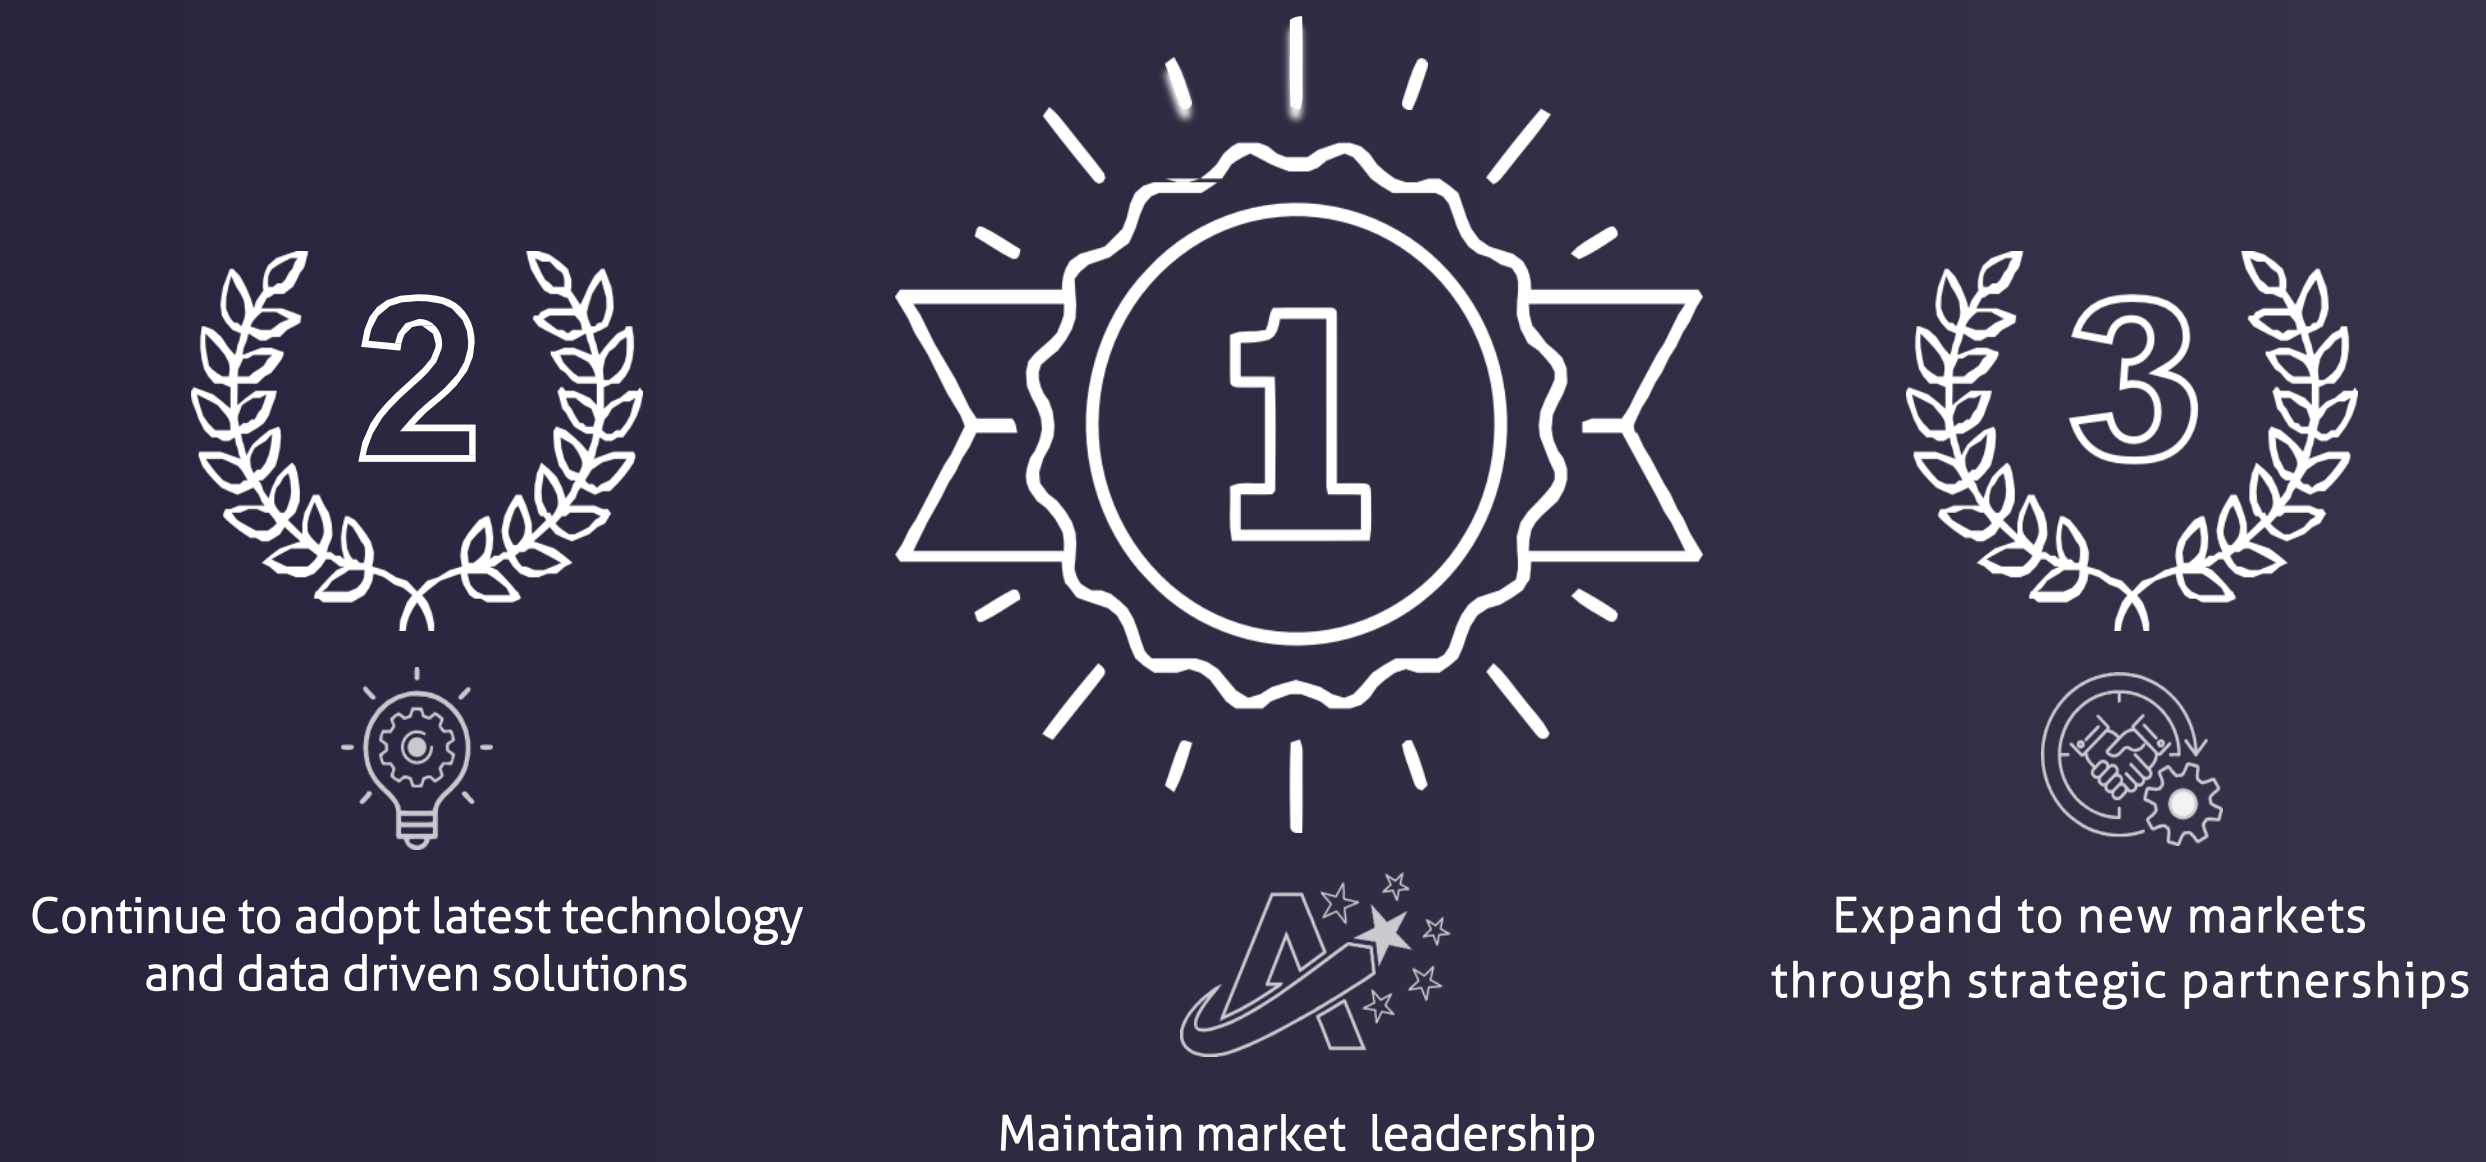 2
1
3
Continue to adopt latest technology
and data driven solutions
Maintain market leadership
Expand to new markets
through strategic partnerships